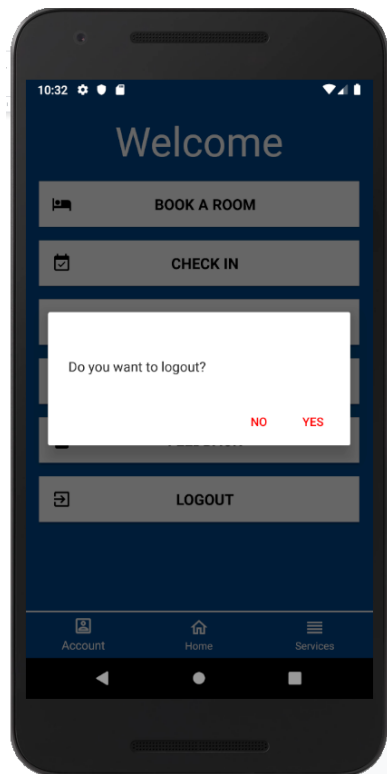 10:32
Welcome
BOOK A ROOM
CHECK IN
Do you want to logout?
NO YES
LOGOUT
Account Home Services